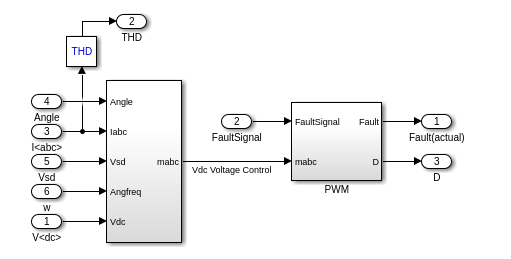 2
THD
THD
4
Angle
3
I<abc>
5
Vsd
6
w
1
V<dc>
Angle
Iabc
Vsd
mabc
Angfreq
Vdc
Vdc Voltage Control
2
FaultSignal
FaultSignal
Fault
mabc
D
PWM
1
Fault(actual)
3
D